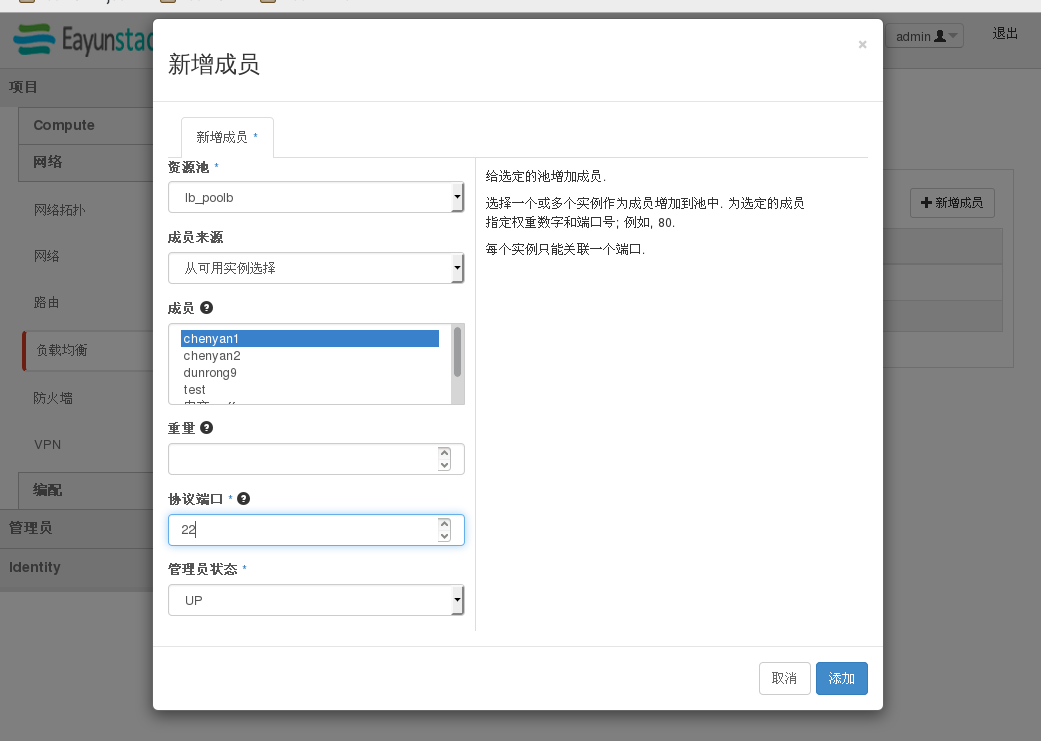 Eayunstac
admin
退出
项目
Compute
网络
网络拓扑
网络
路由
负载均衡
防火墙
VPN
编配
管理员
Identity
新增成员
×
新增成员 *
资源池 *
lb_poolb
成员来源
从可用实例选择
成员 ?
chenyan1
chenyan2
dunrong9
test
重量 ?
协议端口 * ?
22
管理员状态 *
UP
给选定的池增加成员.
选择一个或多个实例作为成员增加到池中. 为选定的成员
指定权重数字和端口号; 例如, 80.
每个实例只能关联一个端口.
取消
添加
+ 新增成员